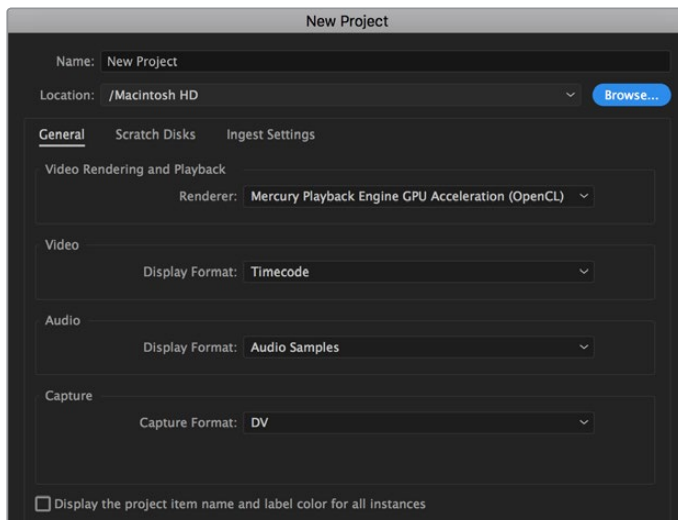 New Project
Name: New Project
Location: /Macintosh HD Browse...
General Scratch Disks Ingest Settings
Video Rendering and Playback
Renderer: Mercury Playback Engine GPU Acceleration (OpenCL)
Video
Display Format: Timecode
Audio
Display Format: Audio Samples
Capture
Capture Format: DV
Display the project item name and label color for all instances